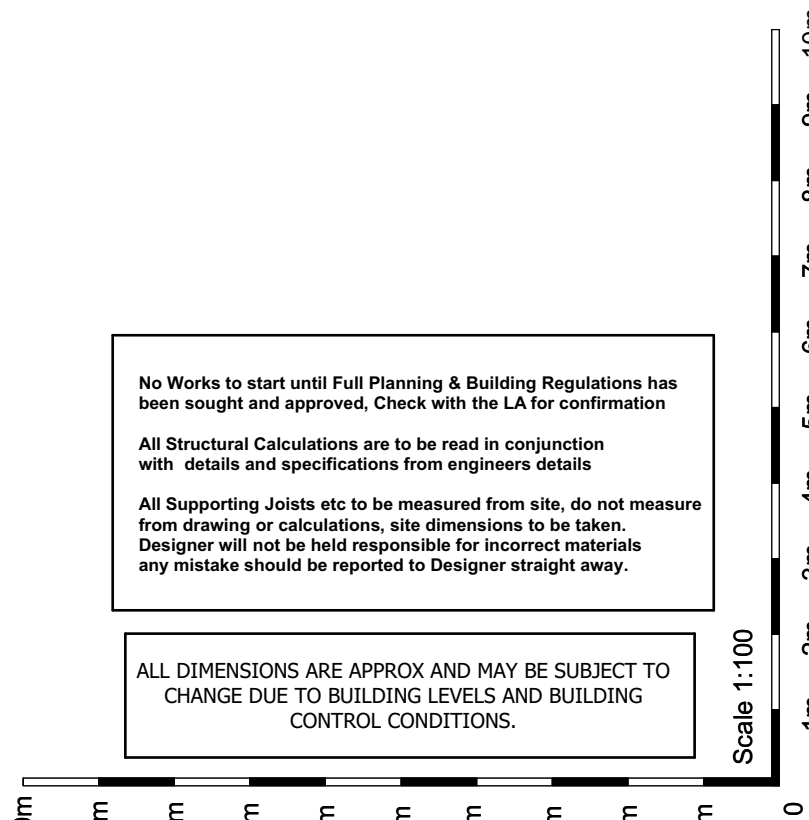 No Works to start until Full Planning & Building Regulations has
been sought and approved, Check with the LA for confirmation
All Structural Calculations are to be read in conjunction
with details and specifications from engineers details
All Supporting Joists etc to be measured from site, do not measure
from drawing or calculations, site dimensions to be taken.
Designer will not be held responsible for incorrect materials
any mistake should be reported to Designer straight away.
ALL DIMENSIONS ARE APPROX AND MAY BE SUBJECT TO
CHANGE DUE TO BUILDING LEVELS AND BUILDING
CONTROL CONDITIONS.
Scale 1:100
0